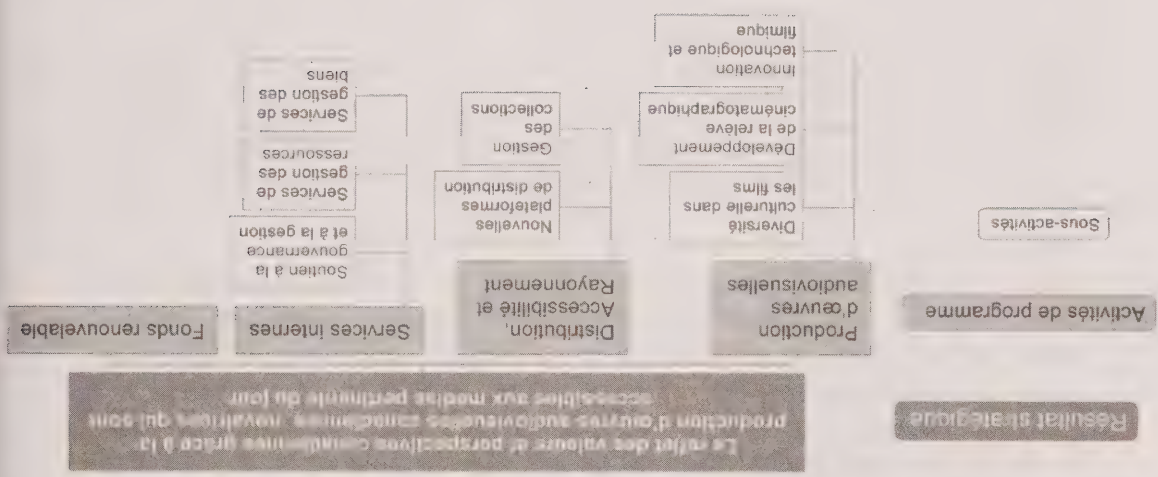 Résultat stratégique
Le reflet des valeurs et perspectives canadiennes grâce à la
production d'œuvres audiovisuelles canadiennes, novatrices, qui sont
accessibles aux médias pertinents du jour
Activités de programme
Production
d'œuvres
audiovisuelles
Distribution,
Accessibilité et
Rayonnement
Services internes
Fonds renouvelable
Sous-activités
Diversité
culturelle dans
les films
Développement
de la relève
cinématographique
Innovation
technologique et
filmique
Nouvelles
plateformes
de distribution
Gestion
des
collections
Soutien à la
gouvernance
et à la gestion
Services de
gestion des
ressources
Services de
gestion des
biens